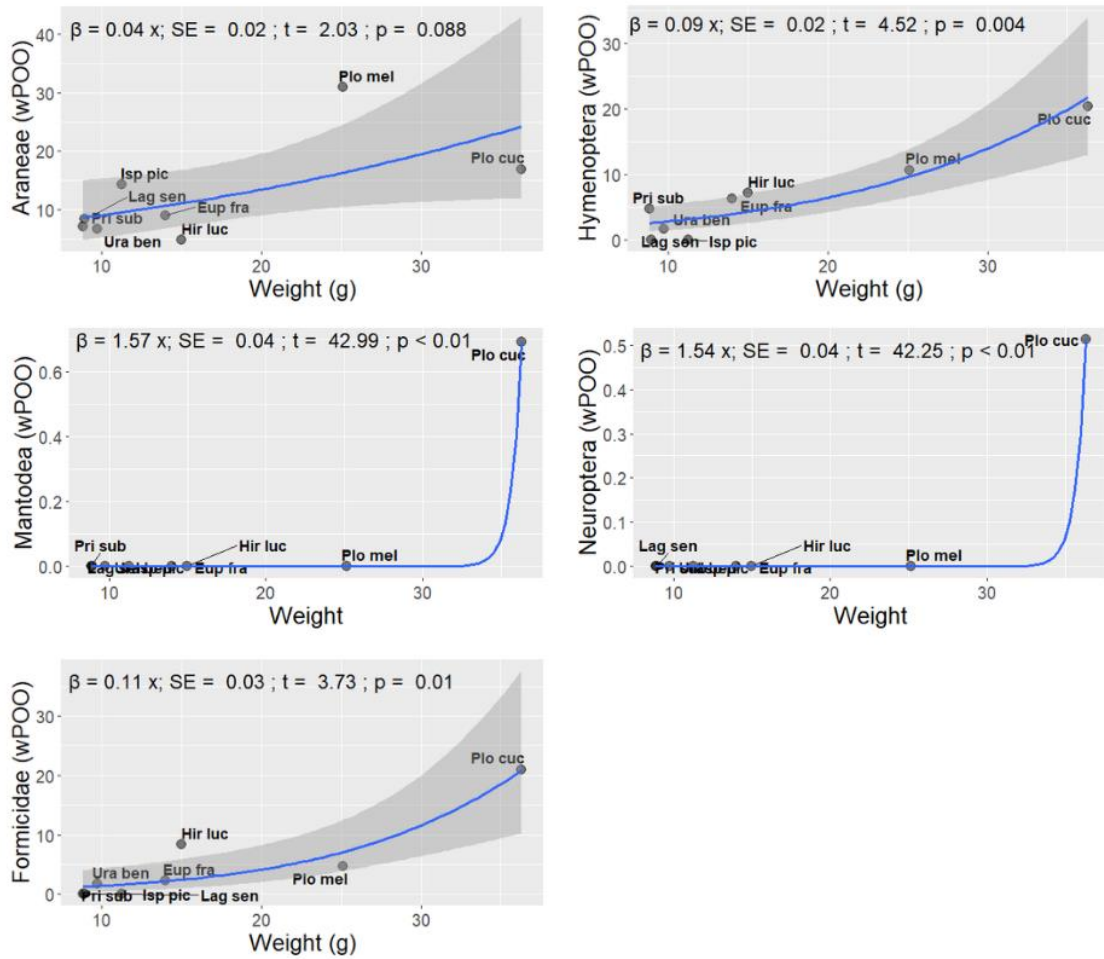 β = 0.04 x; SE = 0.02 ; t = 2.03 ; p = 0.088
Araneae (wPOO)
40
30
20
10
Plo mel
Isp pic
Plo cuc
Lag sen
Pri sub
Eup fra
Ura ben
Hir luc
10
20
30
Weight (g)
β = 0.09 x; SE = 0.02 ; t = 4.52 ; p = 0.004
Hymenoptera (wPOO)
30
20
10
0
Plo cuc
Plo mel
Hir luc
Pri sub
Eup fra
Ura ben
Lag sen
Isp pic
10
20
30
Weight (g)
β = 1.57 x; SE = 0.04 ; t = 42.99 ; p < 0.01
Mantodea (wPOO)
0.6
0.4
0.2
0.0
Plo cuc
Pri sub
Hir luc
Plo mel
Eup fra
10
20
30
Weight
β = 1.54 x; SE = 0.04 ; t = 42.25 ; p < 0.01
Neuroptera (wPOO)
0.5
0.4
0.3
0.2
0.1
0.0
Plo cuc
Lag sen
Hir luc
Plo mel
Eup fra
10
20
30
Weight
β = 0.11 x; SE = 0.03 ; t = 3.73 ; p = 0.01
Formicidae (wPOO)
30
20
10
0
Plo cuc
Hir luc
Ura ben
Eup fra
Plo mel
Pri sub
Isp pic
Lag sen
10
20
30
Weight (g)